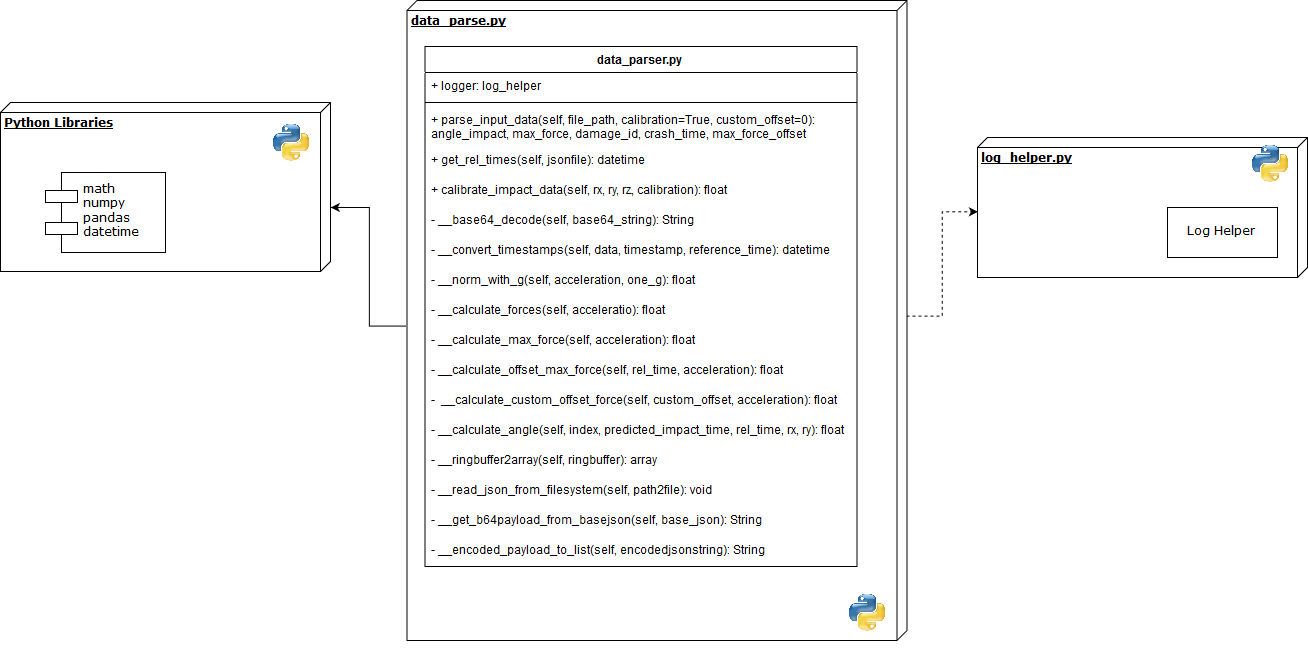 data_parse.py
data_parser.py
+ logger: log_helper
+ parse_input_data(self, file_path, calibration=True, custom_offset=0):
angle_impact, max_force, damage_id, crash_time, max_force_offset
+ get_rel_times(self, jsonfile): datetime
+ calibrate_impact_data(self, rx, ry, rz, calibration): float
- __base64_decode(self, base64_string): String
- __convert_timestamps(self, data, timestamp, reference_time): datetime
- __norm_with_g(self, acceleration, one_g): float
- __calculate_forces(self, acceleratio): float
- __calculate_max_force(self, acceleration): float
- __calculate_offset_max_force(self, rel_time, acceleration): float
- __calculate_custom_offset_force(self, custom_offset, acceleration): float
- __calculate_angle(self, index, predicted_impact_time, rel_time, rx, ry): float
- __ringbuffer2array(self, ringbuffer): array
- __read_json_from_filesystem(self, path2file): void
- __get_b64payload_from_basejson(self, base_json): String
- __encoded_payload_to_list(self, encodedjsonstring): String
Python Libraries
math
numpy
pandas
datetime
log_helper.py
Log Helper